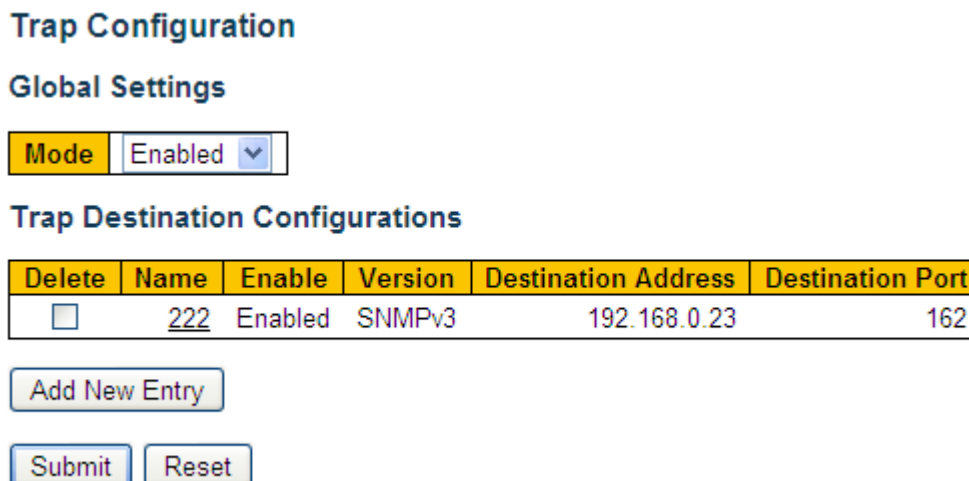 Trap Configuration
Global Settings
Mode Enabled
Trap Destination Configurations
Delete Name Enable Version Destination Address Destination Port
222 Enabled SNMPv3 192.168.0.23 162
Add New Entry
Submit Reset